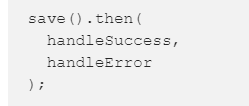 save().then(
  handleSuccess,
  handleError
);